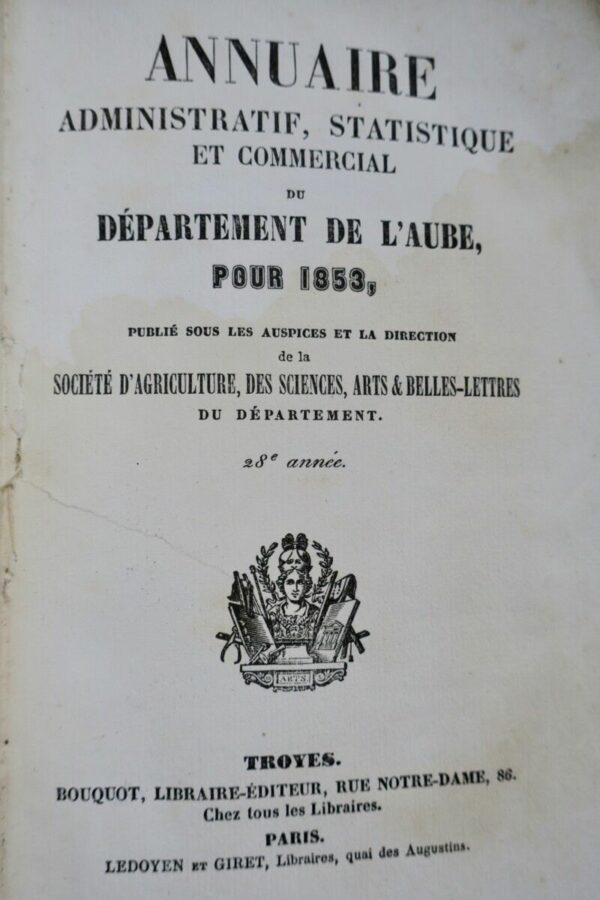 ANNUAIRE
ADMINISTRATIF, STATISTIQUE
ET COMMERCIAL
DU
DÉPARTEMENT DE L'AUBE,
POUR 1853,
PUBLIÉ SOUS LES AUSPICES ET LA DIRECTION
de la
SOCIÉTÉ D'AGRICULTURE, DES SCIENCES, ARTS & BELLES-LETTRES
DU DÉPARTEMENT.
28e année.
ARTS.
TROYES.
BOUQUOT, LIBRAIRE-ÉDITEUR, RUE NOTRE-DAME, 86.
Chez tous les Libraires.
PARIS.
LEDOYEN ET GIRET, Libraires, quai des Augustins.